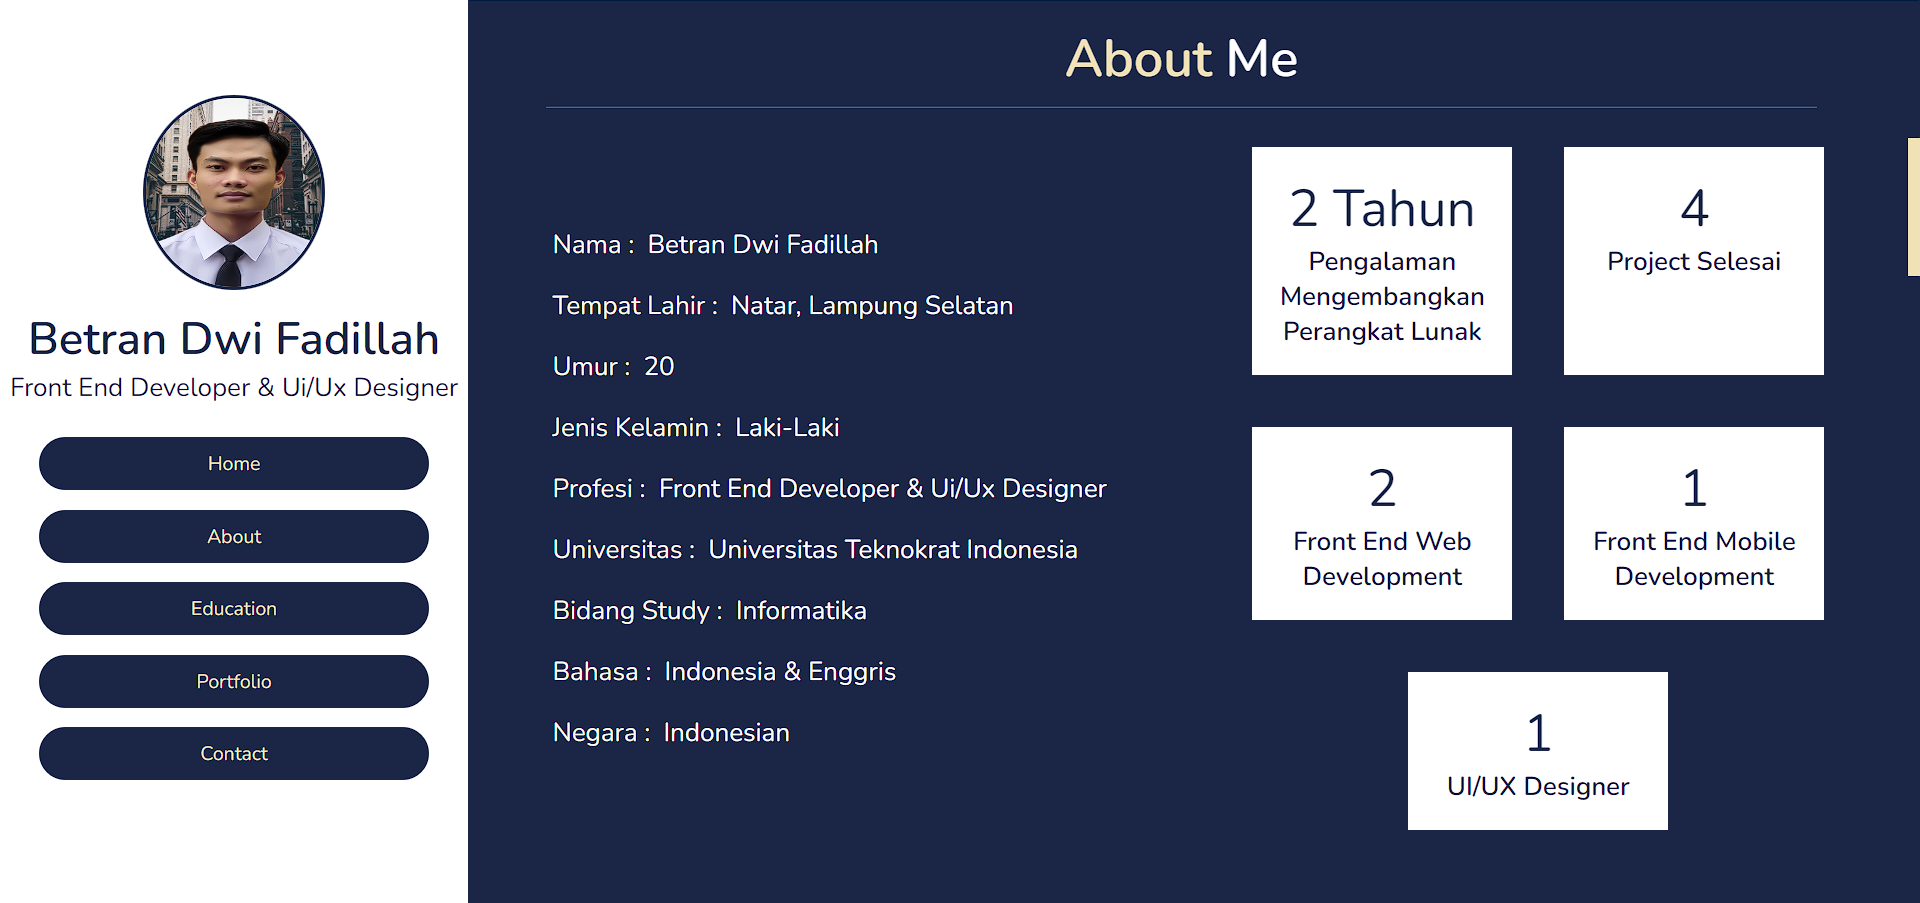 Betran Dwi Fadillah
Front End Developer & Ui/Ux Designer
Home
About
Education
Portfolio
Contact
About Me
Nama : Betran Dwi Fadillah
Tempat Lahir : Natar, Lampung Selatan
Umur : 20
Jenis Kelamin : Laki-Laki
Profesi : Front End Developer & Ui/Ux Designer
Universitas : Universitas Teknokrat Indonesia
Bidang Study : Informatika
Bahasa : Indonesia & Enggris
Negara : Indonesian
2 Tahun
Pengalaman
Mengembangkan
Perangkat Lunak
4
Project Selesai
2
Front End Web
Development
1
Front End Mobile
Development
1
UI/UX Designer